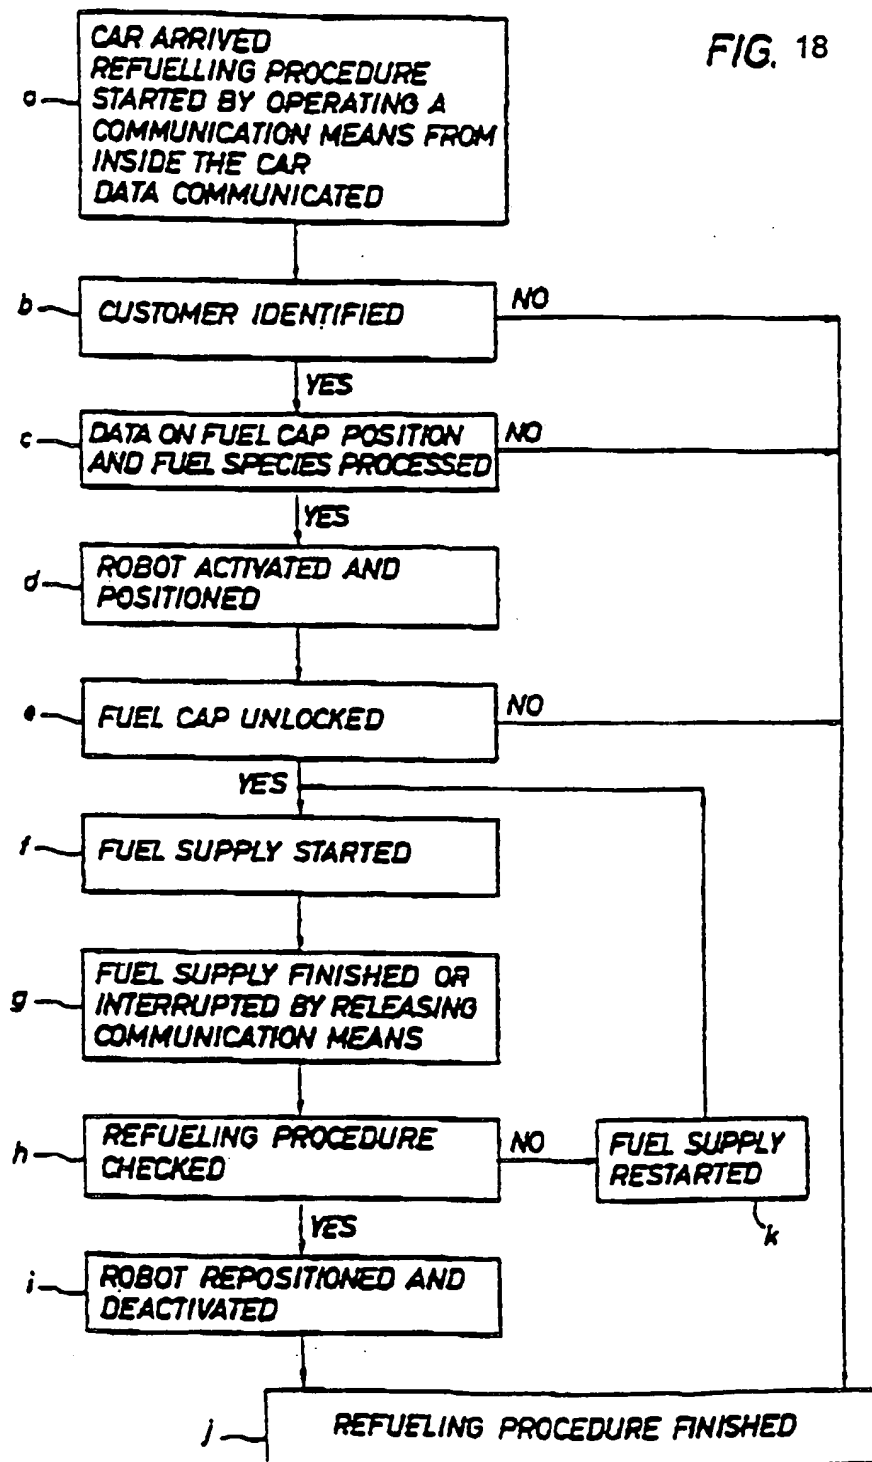 FIG. 18
CAR ARRIVED
REFUELLING PROCEDURE
STARTED BY OPERATING A
COMMUNICATION MEANS FROM
INSIDE THE CAR
DATA COMMUNICATED
a
b
CUSTOMER IDENTIFIED
NO
YES
c
DATA ON FUEL CAP POSITION
AND FUEL SPECIES PROCESSED
NO
YES
d
ROBOT ACTIVATED AND
POSITIONED
e
FUEL CAP UNLOCKED
NO
YES
f
FUEL SUPPLY STARTED
g
FUEL SUPPLY FINISHED OR
INTERRUPTED BY RELEASING
COMMUNICATION MEANS
h
REFUELING PROCEDURE
CHECKED
NO
FUEL SUPPLY
RESTARTED
k
YES
i
ROBOT REPOSITIONED AND
DEACTIVATED
j
REFUELING PROCEDURE FINISHED